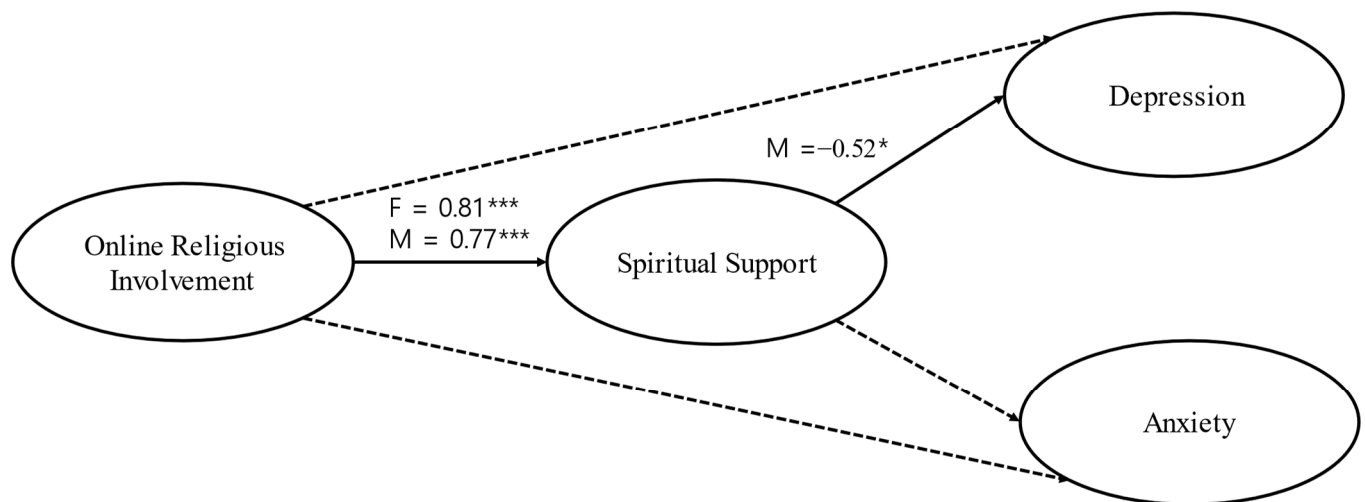 Depression
M =−0.52*
F = 0.81***
M = 0.77***
Online Religious
Involvement
Spiritual Support
Anxiety